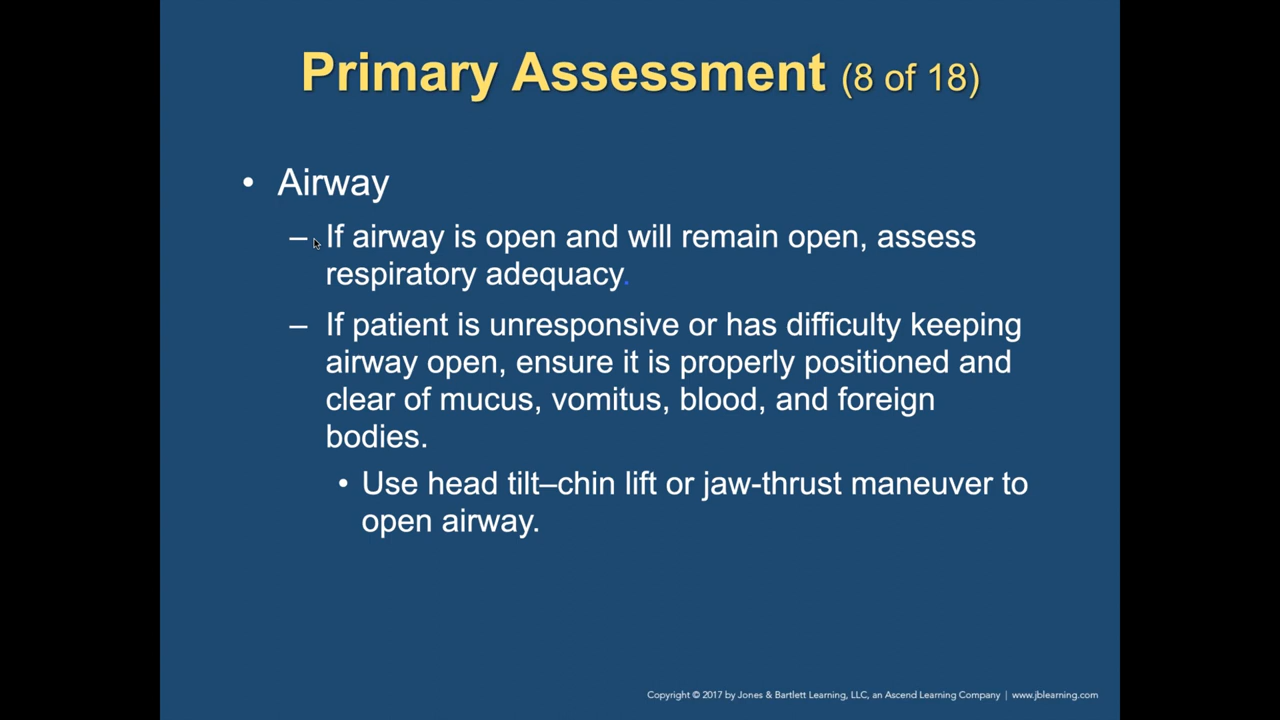 Primary Assessment (8 of 18)
• Airway
– If airway is open and will remain open, assess
respiratory adequacy.
– If patient is unresponsive or has difficulty keeping
airway open, ensure it is properly positioned and
clear of mucus, vomitus, blood, and foreign
bodies.
• Use head tilt–chin lift or jaw-thrust maneuver to
open airway.
Copyright © 2017 by Jones & Bartlett Learning, LLC, an Ascend Learning Company | www.jblearning.com